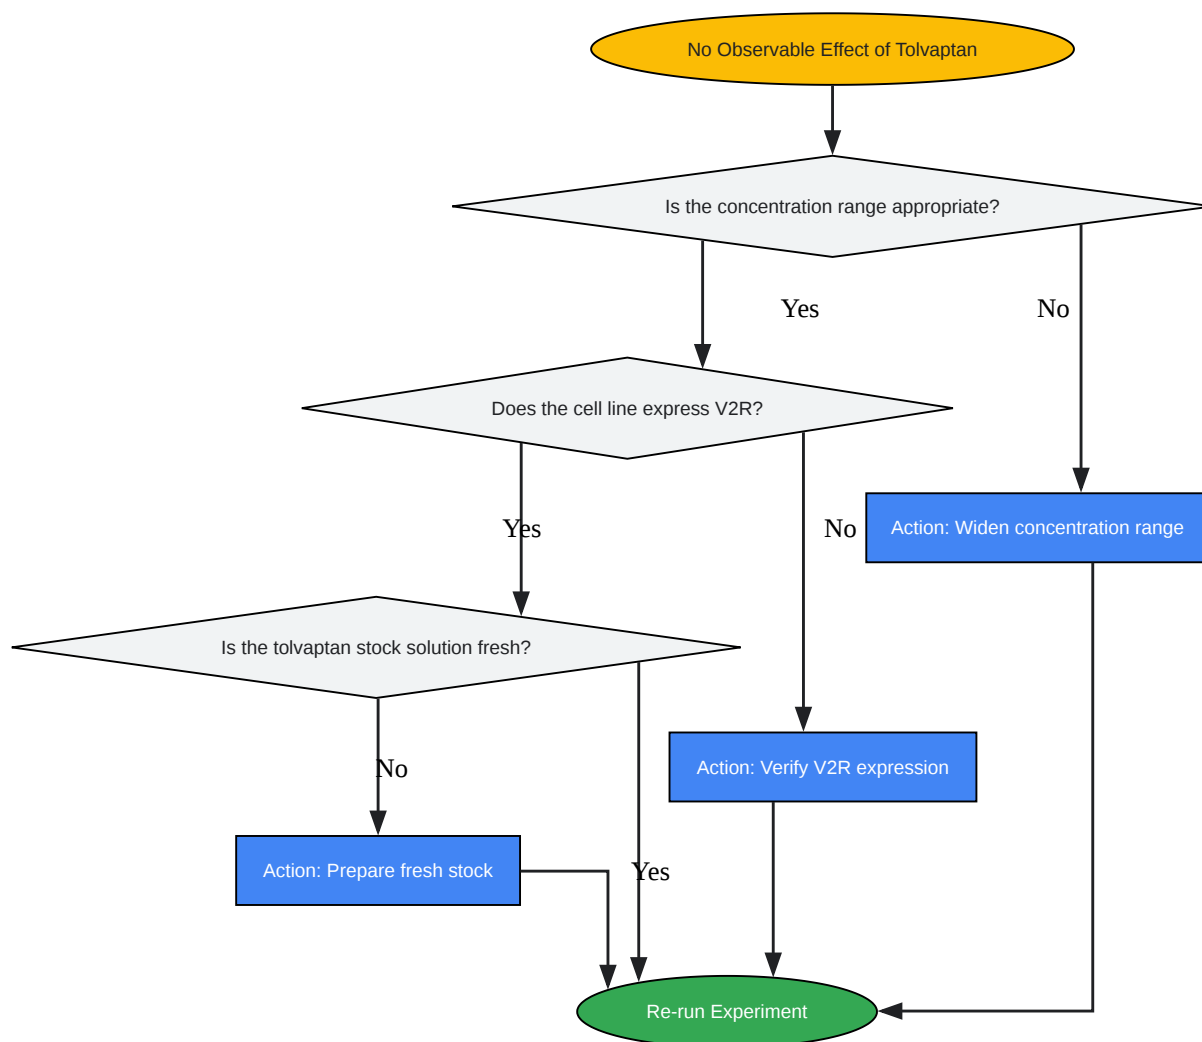 No Observable Effect of Tolvaptan
Is the concentration range appropriate?
Yes
No
Does the cell line express V2R?
Yes
No
Action: Widen concentration range
Is the tolvaptan stock solution fresh?
No
Action: Verify V2R expression
Action: Prepare fresh stock
Yes
Re-run Experiment